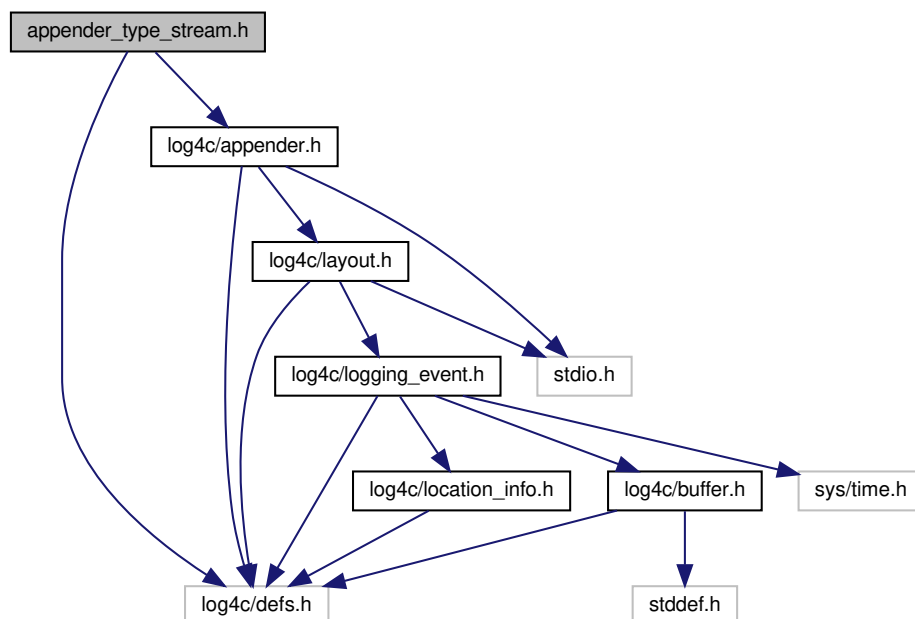 appender_type_stream.h
log4c/appender.h
log4c/layout.h
log4c/logging_event.h
stdio.h
log4c/location_info.h
log4c/buffer.h
sys/time.h
log4c/defs.h
stddef.h